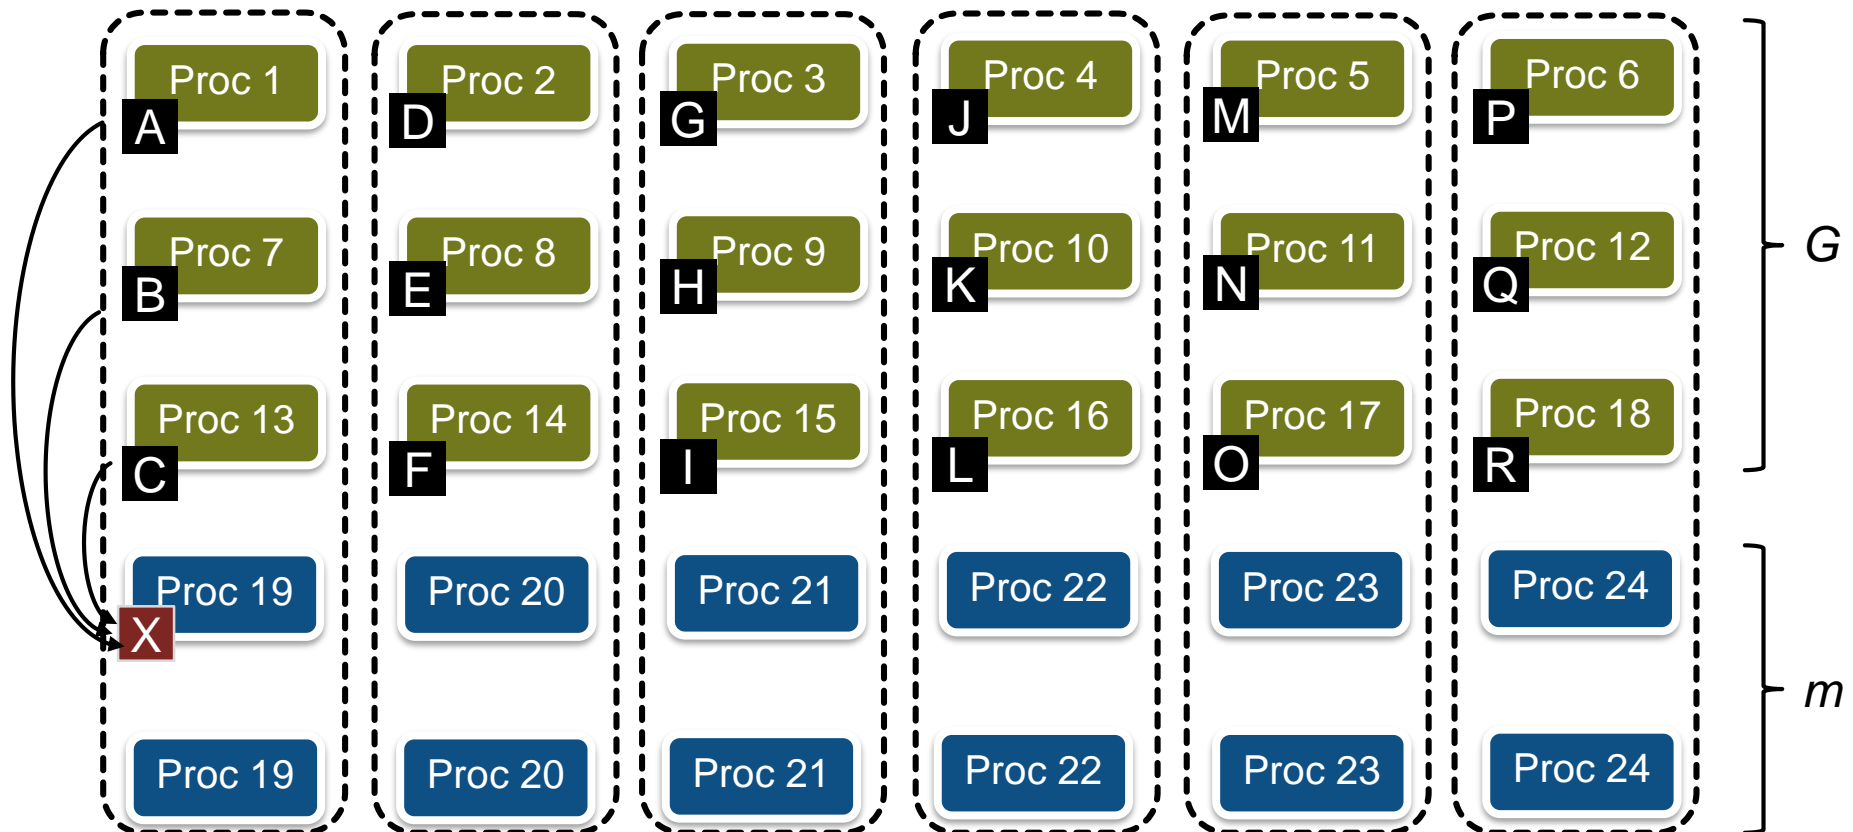 Proc 1 Proc 2 Proc 3 Proc 4 Proc 5 Proc 6
A D G J M P
Proc 7 Proc 8 Proc 9 Proc 10 Proc 11 Proc 12 G
B E H K N Q
Proc 13 Proc 14 Proc 15 Proc 16 Proc 17 Proc 18
C F I L O R
Proc 19 Proc 20 Proc 21 Proc 22 Proc 23 Proc 24
X
m
Proc 19 Proc 20 Proc 21 Proc 22 Proc 23 Proc 24